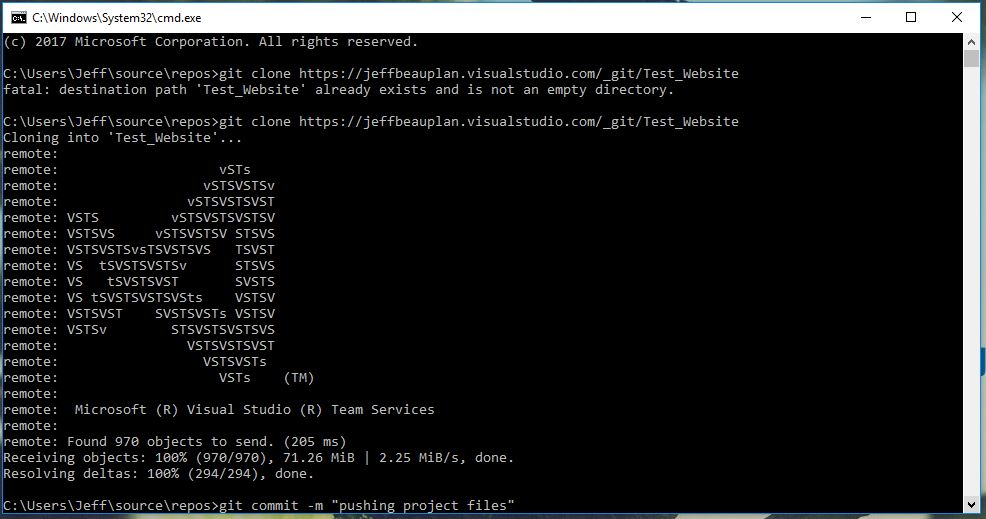 C:\Windows\System32\cmd.exe
(c) 2017 Microsoft Corporation. All rights reserved.
C:\Users\Jeff\source\repos>git clone https://jeffbeauplan.visualstudio.com/_git/Test_Website
fatal: destination path 'Test_Website' already exists and is not an empty directory.
C:\Users\Jeff\source\repos>git clone https://jeffbeauplan.visualstudio.com/_git/Test_Website
Cloning into 'Test_Website'...
remote:
remote:                    vSTs
remote:                  vSTSVSTSv
remote:                vSTSVSTSVST
remote: VSTS         vSTSVSTSVSTSV
remote: VSTSVS     vSTSVSTSV STSVS
remote: VSTSVSTSvsTSVSTSVS   TSVST
remote: VS  tSVSTSVSTSv      STSVS
remote: VS   tSVSTSVST       SVSTS
remote: VS tSVSTSVSTSVSts    VSTSV
remote: VSTSVST    SVSTSVSTs VSTSV
remote: VSTSv        STSVSTSVSTSVS
remote:                VSTSVSTSVST
remote:                  VSTSVSTs
remote:                    VSTs    (TM)
remote:
remote:  Microsoft (R) Visual Studio (R) Team Services
remote:
remote: Found 970 objects to send. (205 ms)
Receiving objects: 100% (970/970), 71.26 MiB | 2.25 MiB/s, done.
Resolving deltas: 100% (294/294), done.
C:\Users\Jeff\source\repos>git commit -m "pushing project files"